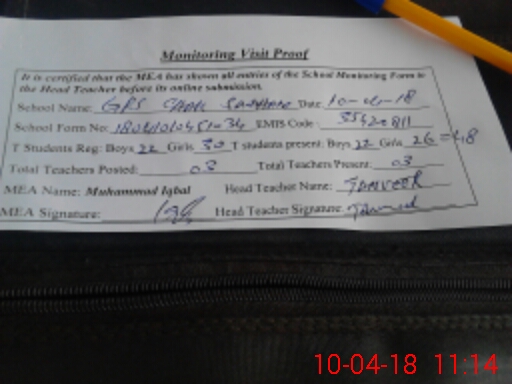 Monitoring Visit Proof
It is certified that the MEA has shown all entries of the School Monitoring Form to
the Head Teacher before its online submission.
School Name: GPS Chak Date: 10-04-18
School Form No: EMIS Code:
T Students Reg: Boys 22 Girls 30 T students present: Boys 22 Girls 26 = 48
Total Teachers Posted: 03 Total Teachers Present: 03
MEA Name: Muhammad Iqbal Head Teacher Name: TANVEER
MEA Signature: Head Teacher Signature:
10-04-18 11:14